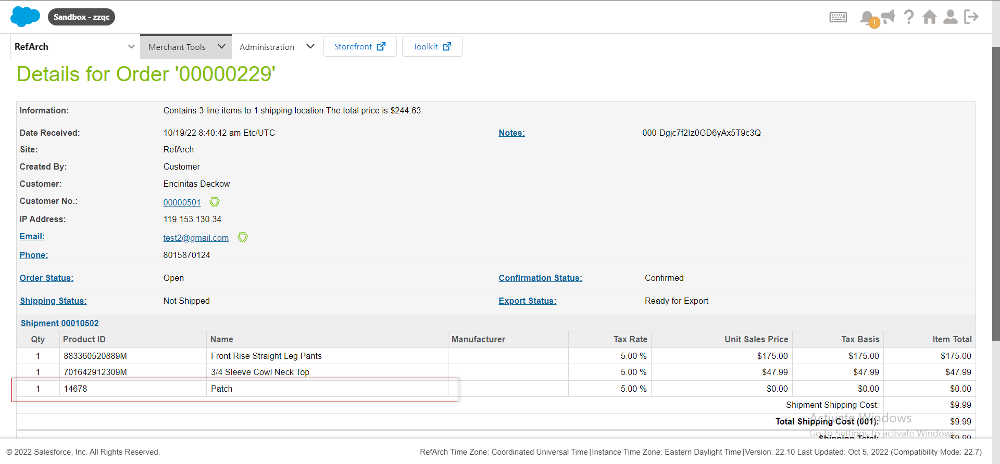 Sandbox - zzqc
1
RefArch
Merchant Tools
Administration
Storefront
Toolkit
Details for Order '00000229'
Information: Contains 3 line items to 1 shipping location The total price is $244.63.
Date Received: 10/19/22 8:40:42 am Etc/UTC Notes: 000-Dgjc7f2Iz0GD6yAx5T9c3Q
Site: RefArch
Created By: Customer
Customer: Encinitas Deckow
Customer No.: 00000501
IP Address: 119.153.130.34
Email: test2@gmail.com
Phone: 8015870124
Order Status: Open Confirmation Status: Confirmed
Shipping Status: Not Shipped Export Status: Ready for Export
Shipment 00010502
Qty Product ID Name Manufacturer Tax Rate Unit Sales Price Tax Basis Item Total
1 883360520889M Front Rise Straight Leg Pants 5.00 % $175.00 $175.00 $175.00
1 701642912309M 3/4 Sleeve Cowl Neck Top 5.00 % $47.99 $47.99 $47.99
1 14678 Patch 5.00 % $0.00 $0.00 $0.00
Shipment Shipping Cost: $9.99
Total Shipping Cost (001): $9.99
Shipping Total: $9.99
Activate Windows
Go to Settings to activate Windows.
© 2022 Salesforce, Inc. All Rights Reserved.
RefArch Time Zone: Coordinated Universal Time|Instance Time Zone: Eastern Daylight Time|Version: 22.10 Last Updated: Oct 5, 2022 (Compatibility Mode: 22.7)